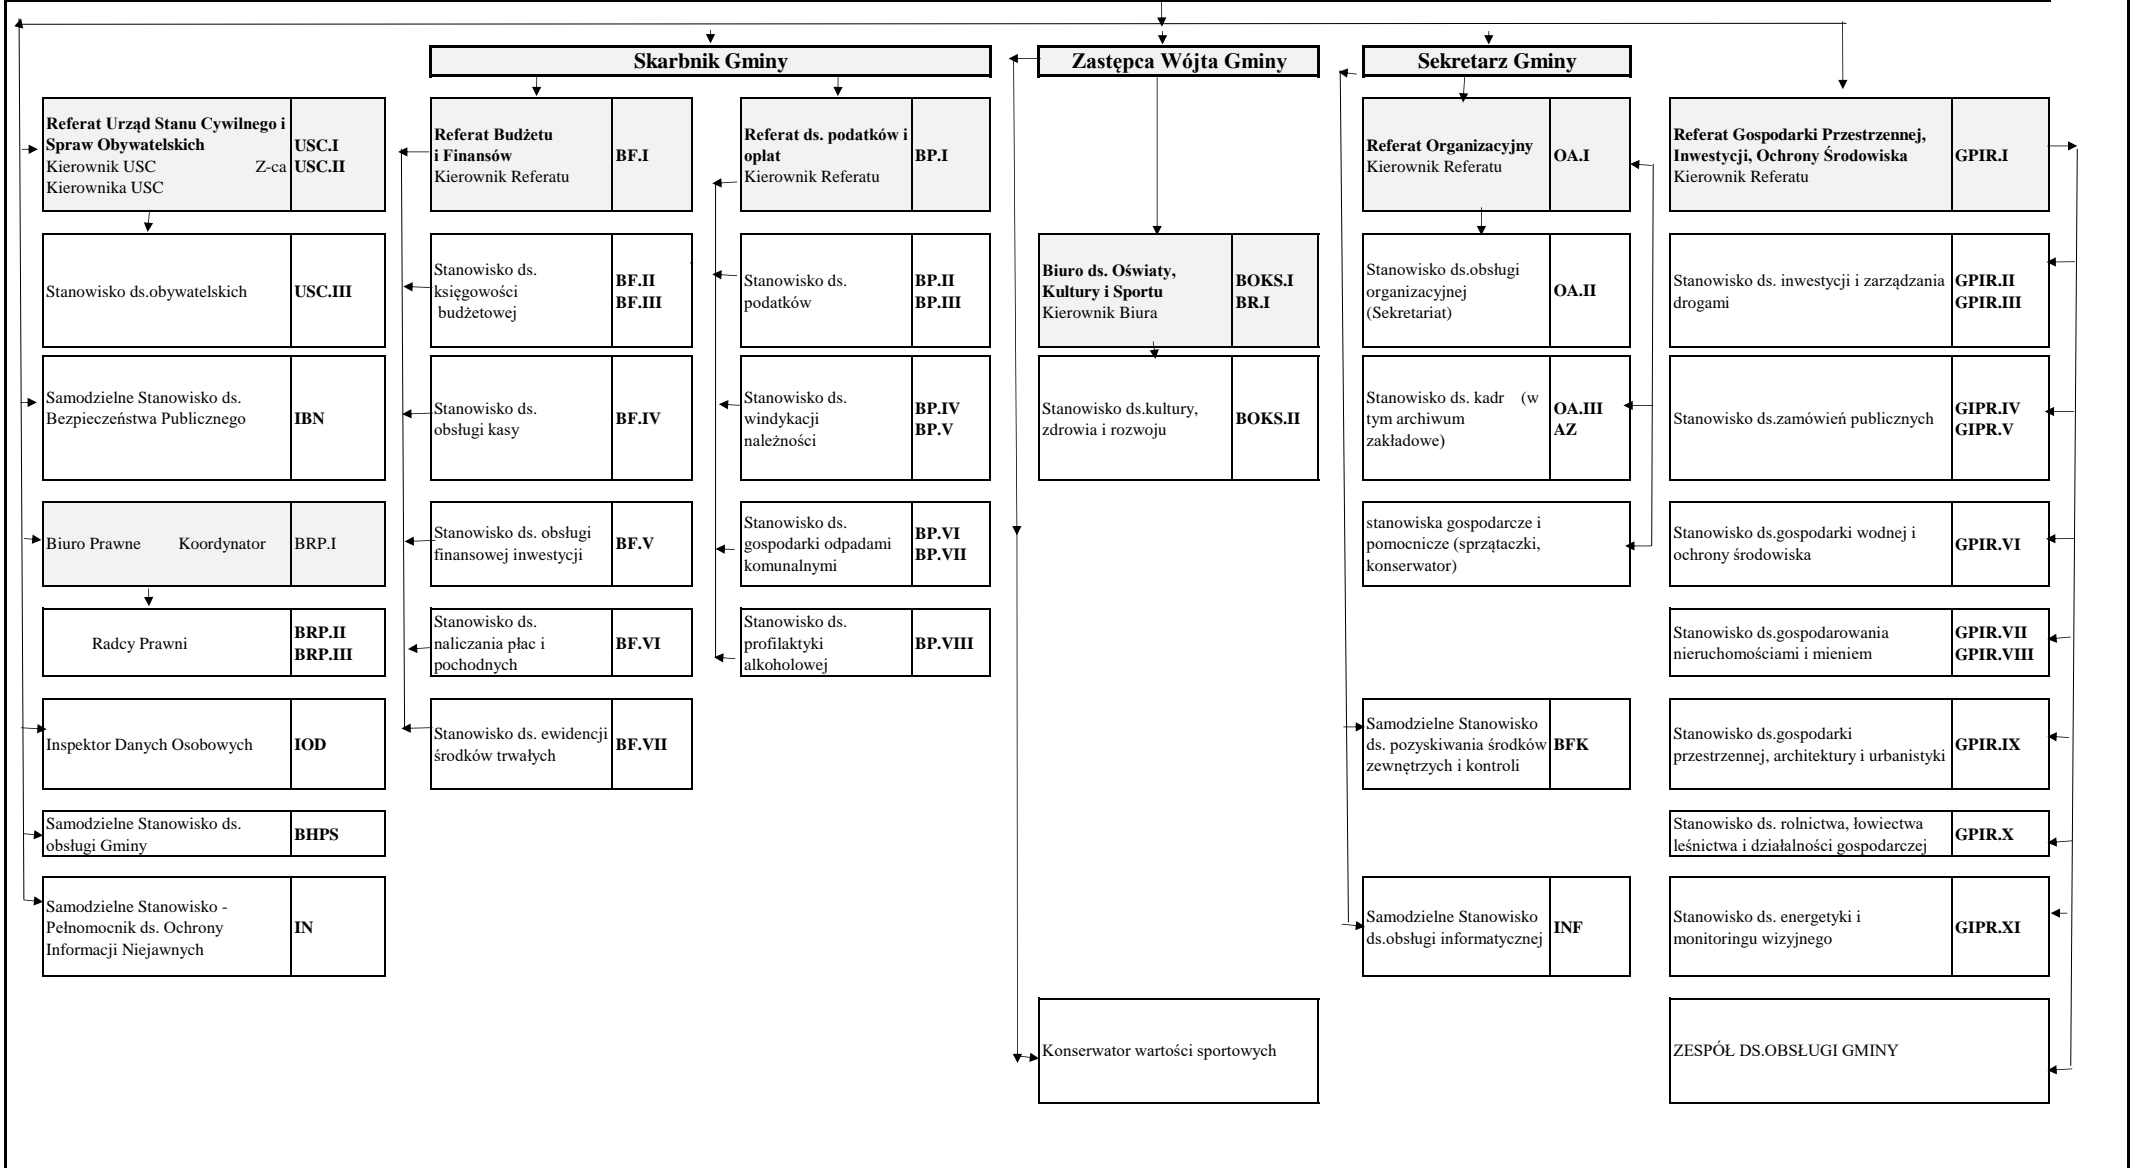 Skarbnik Gminy
Zastępca Wójta Gminy
Sekretarz Gminy
Referat Urząd Stanu Cywilnego i
Spraw Obywatelskich
Kierownik USC Z-ca
Kierownika USC
USC.I
USC.II
Referat Budżetu
i Finansów
Kierownik Referatu
BF.I
Referat ds. podatków i
opłat
Kierownik Referatu
BP.I
Referat Organizacyjny
Kierownik Referatu
OA.I
Referat Gospodarki Przestrzennej,
Inwestycji, Ochrony Środowiska
Kierownik Referatu
GPIR.I
Stanowisko ds.obywatelskich
USC.III
Stanowisko ds.
księgowości
budżetowej
BF.II
BF.III
Stanowisko ds.
podatków
BP.II
BP.III
Biuro ds. Oświaty,
Kultury i Sportu
Kierownik Biura
BOKS.I
BR.I
Stanowisko ds.obsługi
organizacyjnej
(Sekretariat)
OA.II
Stanowisko ds. inwestycji i zarządzania
drogami
GPIR.II
GPIR.III
Samodzielne Stanowisko ds.
Bezpieczeństwa Publicznego
IBN
Stanowisko ds.
obsługi kasy
BF.IV
Stanowisko ds.
windykacji
należności
BP.IV
BP.V
Stanowisko ds.kultury,
zdrowia i rozwoju
BOKS.II
Stanowisko ds. kadr (w
tym archiwum
zakładowe)
OA.III
AZ
Stanowisko ds.zamówień publicznych
GIPR.IV
GIPR.V
Biuro Prawne Koordynator
BRP.I
Stanowisko ds. obsługi
finansowej inwestycji
BF.V
Stanowisko ds.
gospodarki odpadami
komunalnymi
BP.VI
BP.VII
stanowiska gospodarcze i
pomocnicze (sprzątaczki,
konserwator)
Stanowisko ds.gospodarki wodnej i
ochrony środowiska
GPIR.VI
Radcy Prawni
BRP.II
BRP.III
Stanowisko ds.
naliczania płac i
pochodnych
BF.VI
Stanowisko ds.
profilaktyki
alkoholowej
BP.VIII
Stanowisko ds.gospodarowania
nieruchomościami i mieniem
GPIR.VII
GPIR.VIII
Inspektor Danych Osobowych
IOD
Stanowisko ds. ewidencji
środków trwałych
BF.VII
Samodzielne Stanowisko
ds. pozyskiwania środków
zewnętrzych i kontroli
BFK
Stanowisko ds.gospodarki
przestrzennej, architektury i urbanistyki
GPIR.IX
Samodzielne Stanowisko ds.
obsługi Gminy
BHPS
Stanowisko ds. rolnictwa, łowiectwa
leśnictwa i działalności gospodarczej
GPIR.X
Samodzielne Stanowisko -
Pełnomocnik ds. Ochrony
Informacji Niejawnych
IN
Samodzielne Stanowisko
ds.obsługi informatycznej
INF
Stanowisko ds. energetyki i
monitoringu wizyjnego
GIPR.XI
Konserwator wartości sportowych
ZESPÓŁ DS.OBSŁUGI GMINY